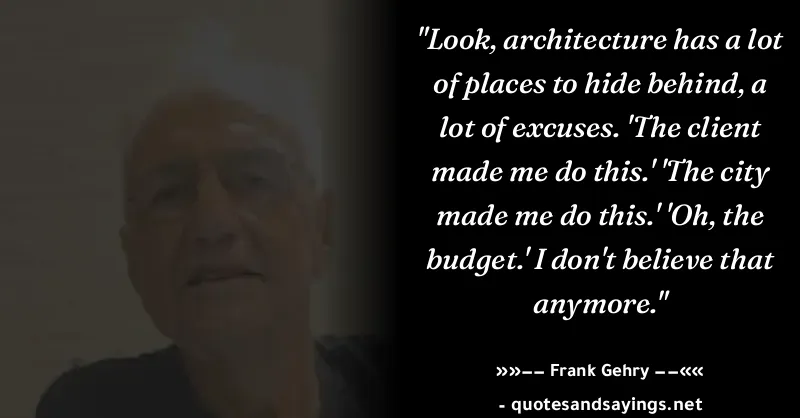 "Look, architecture has a lot
of places to hide behind, a
lot of excuses. 'The client
made me do this.' 'The city
made me do this.' 'Oh, the
budget.' I don't believe that
anymore."
»»−− Frank Gehry −−««
- quotesandsayings.net